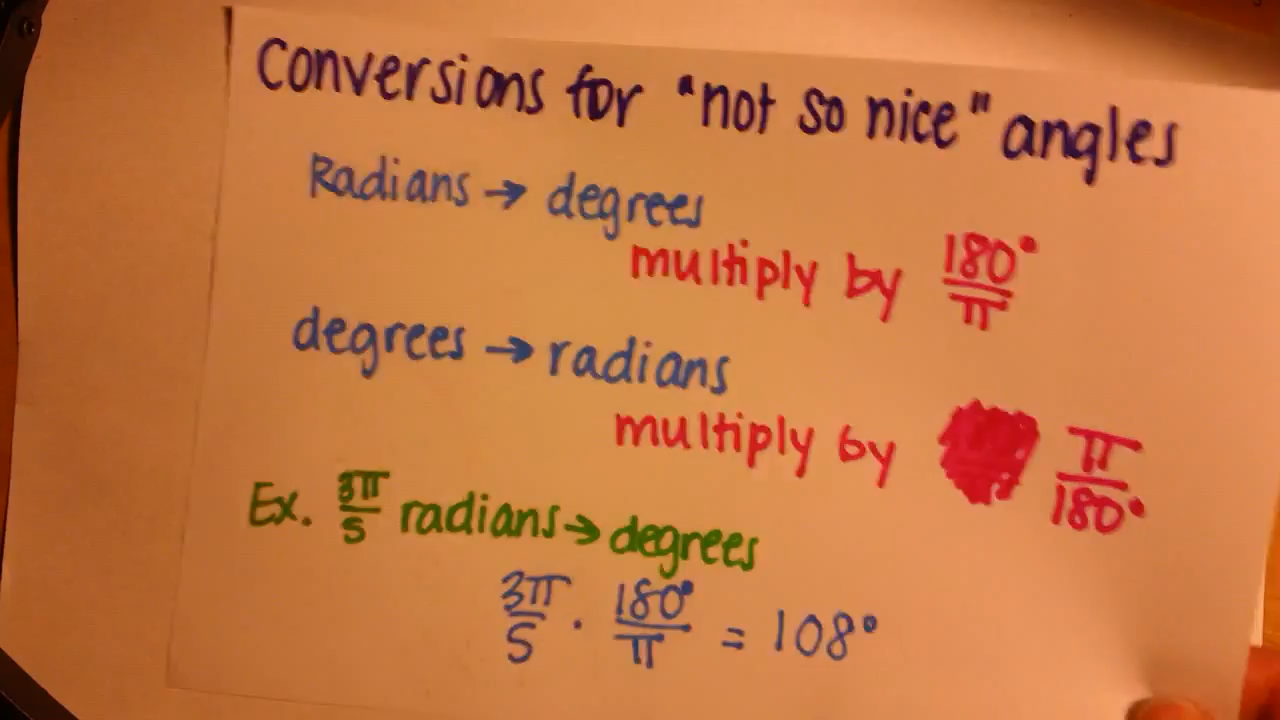 Conversions for "not so nice" angles
Radians → degrees
multiply by 180°/π
degrees → radians
multiply by π/180°
Ex. 3π/5 radians → degrees
3π/5 · 180°/π = 108°